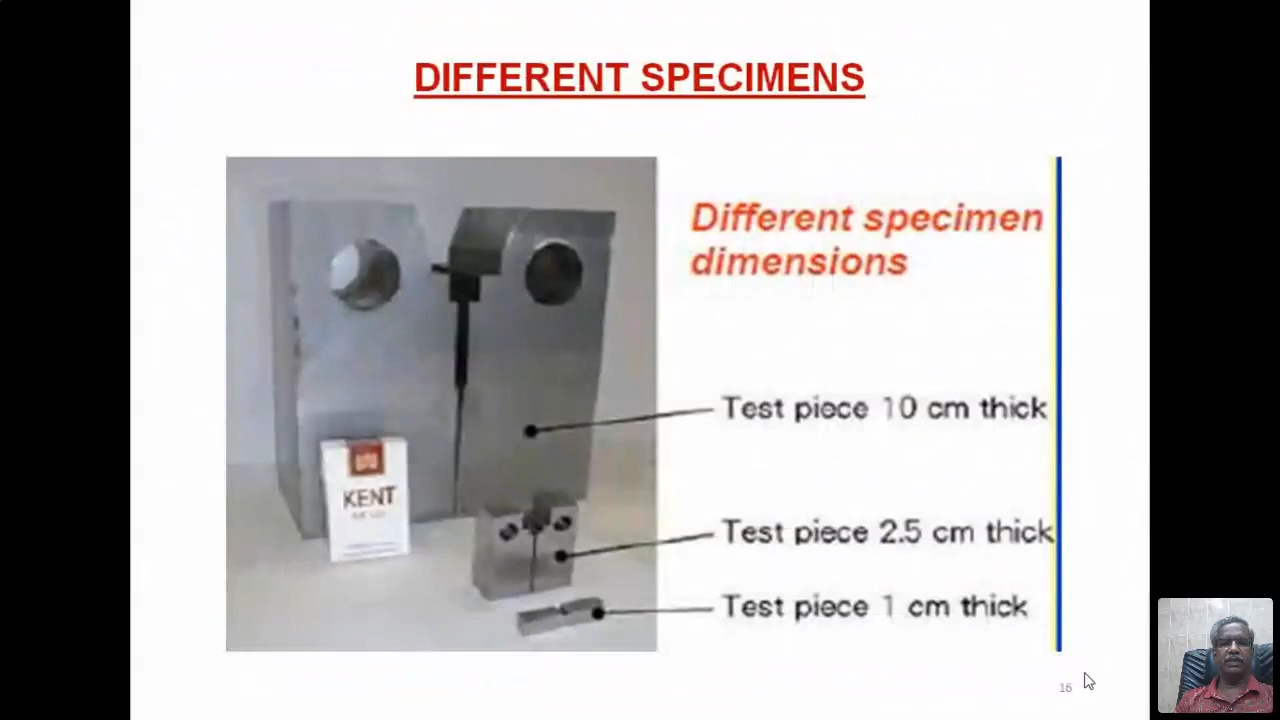 DIFFERENT SPECIMENS
Different specimen
dimensions
Test piece 10 cm thick
KENT
Test piece 2.5 cm thick
Test piece 1 cm thick
16